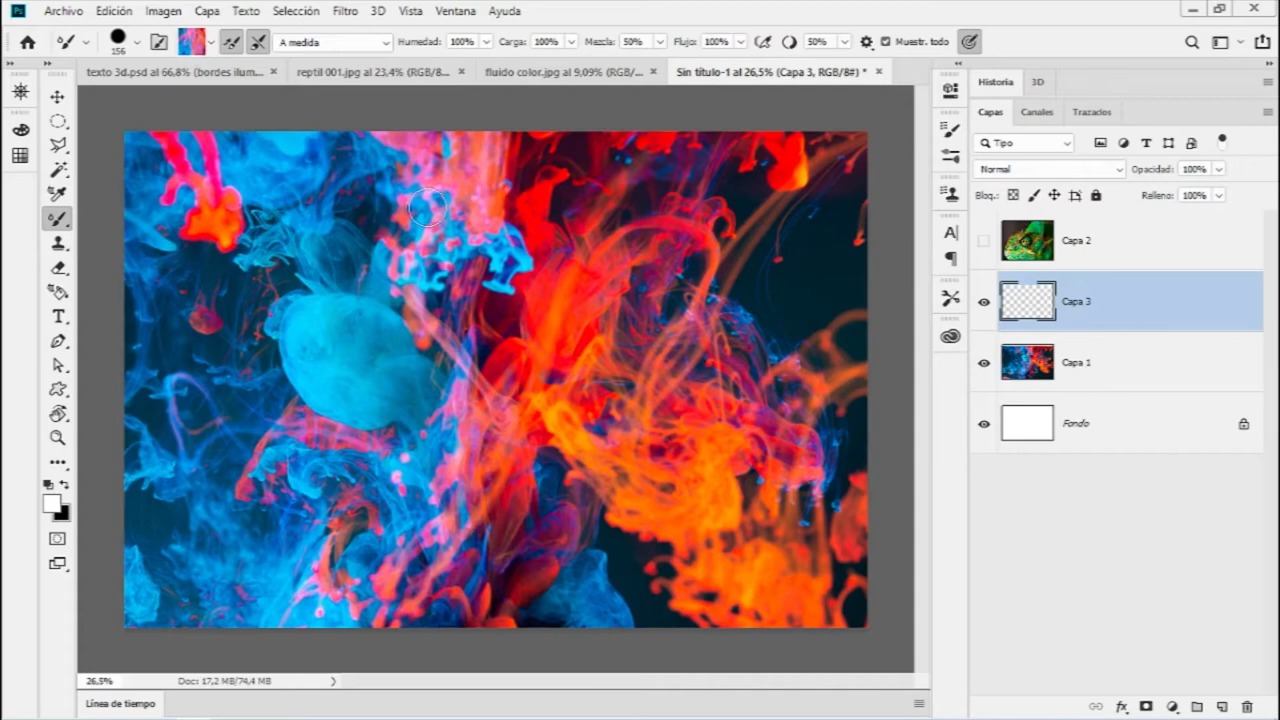 Ps Archivo Edición Imagen Capa Texto Selección Filtro 3D Vista Ventana Ayuda
156 A medida Humedad: 100% Carga: 100% Mezcla: 50% Flujo: 100% 50% Muestr. todo
texto 3d.psd al 66,8% (bordes ilum... × reptil 001.jpg al 23,4% (RGB/8... × fluido color.jpg al 9,09% (RGB/... × Sin título-1 al 26,5% (Capa 3, RGB/8#) * ×
Historia 3D
Capas Canales Trazados
Tipo
Normal Opacidad: 100%
Bloq.: Relleno: 100%
Capa 2
Capa 3
Capa 1
Fondo
26,5% Doc: 17,2 MB/74,4 MB
Línea de tiempo